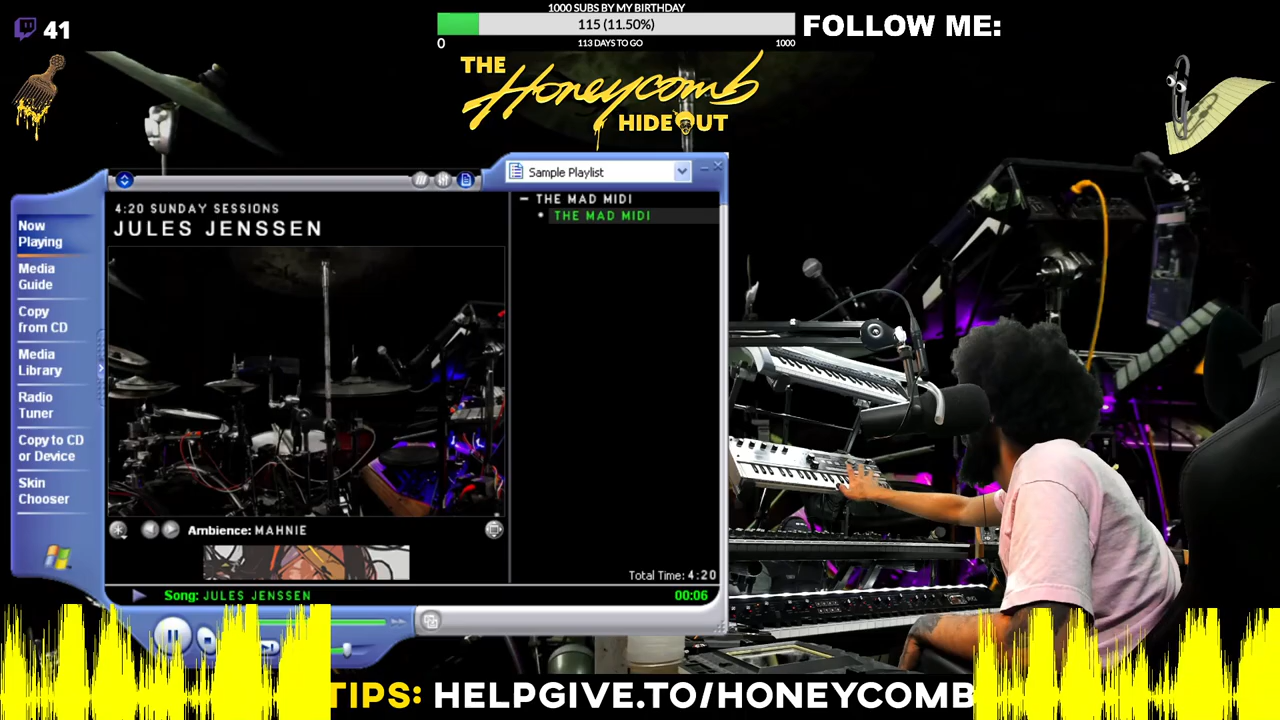 41
1000 SUBS BY MY BIRTHDAY
115 (11.50%)
0
113 DAYS TO GO
1000
FOLLOW ME:
THE
Honeycomb
HIDEOUT
Sample Playlist
THE MAD MIDI
THE MAD MIDI
4:20 SUNDAY SESSIONS
JULES JENSSEN
Now
Playing
Media
Guide
Copy
from CD
Media
Library
Radio
Tuner
Copy to CD
or Device
Skin
Chooser
Ambience: MAHNIE
Total Time: 4:20
Song: JULES JENSSEN
00:06
TIPS: HELPGIVE.TO/HONEYCOMB